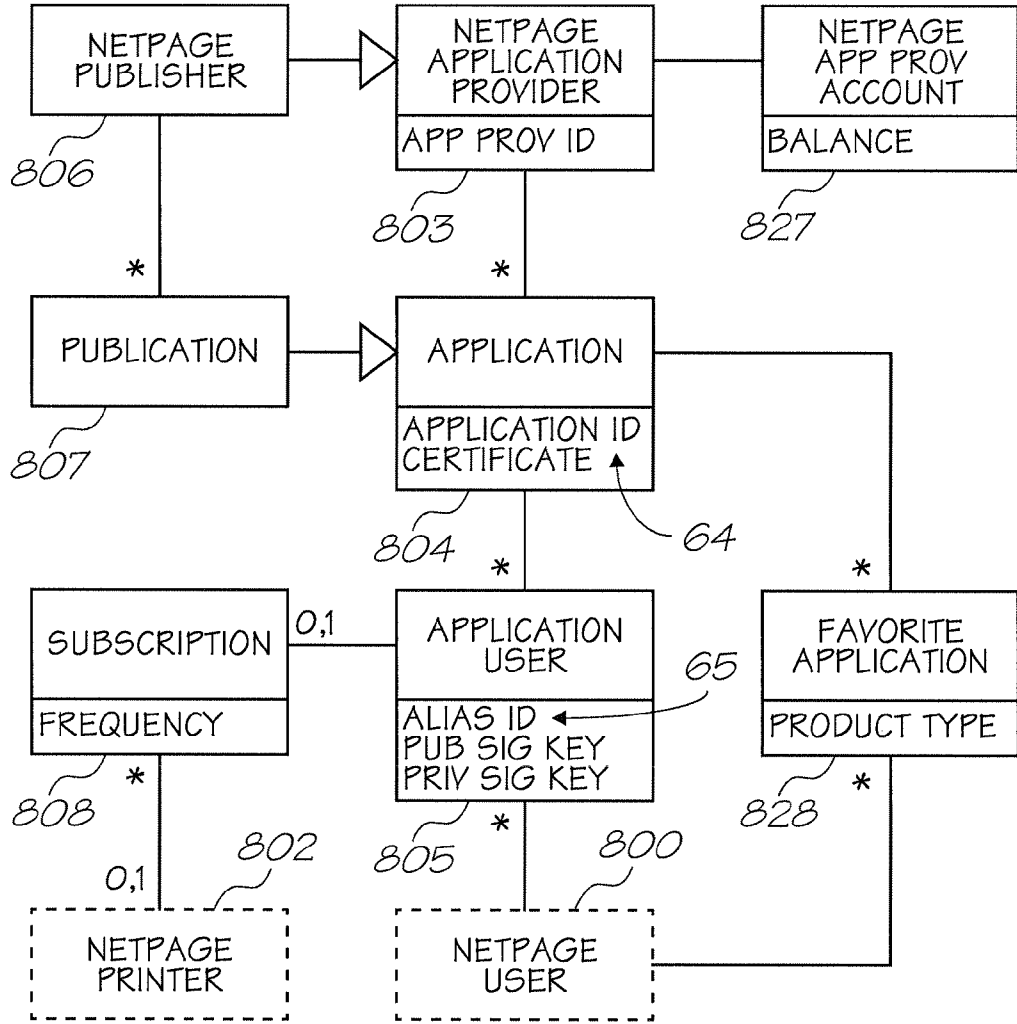 NETPAGE
PUBLISHER
NETPAGE
APPLICATION
PROVIDER
APP PROV ID
NETPAGE
APP PROV
ACCOUNT
BALANCE
806
803
827
*
*
PUBLICATION
APPLICATION
APPLICATION ID
CERTIFICATE
807
804
64
*
*
SUBSCRIPTION
FREQUENCY
0,1
APPLICATION
USER
ALIAS ID
PUB SIG KEY
PRIV SIG KEY
65
FAVORITE
APPLICATION
PRODUCT TYPE
*
808
*
805
*
828
802
800
0,1
NETPAGE
PRINTER
NETPAGE
USER